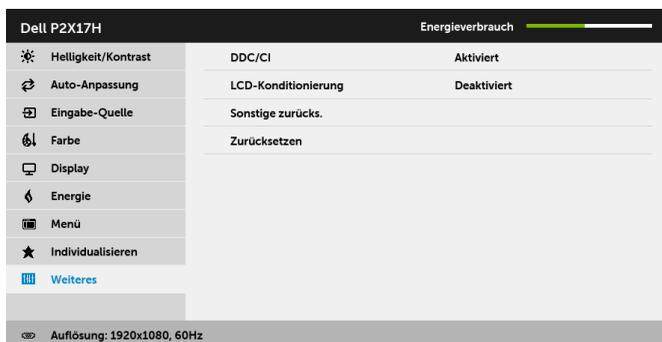 Dell P2X17H Energieverbrauch
Helligkeit/Kontrast DDC/CI Aktiviert
Auto-Anpassung LCD-Konditionierung Deaktiviert
Eingabe-Quelle Sonstige zurücks.
Farbe Zurücksetzen
Display
Energie
Menü
Individualisieren
Weiteres
Auflösung: 1920x1080, 60Hz